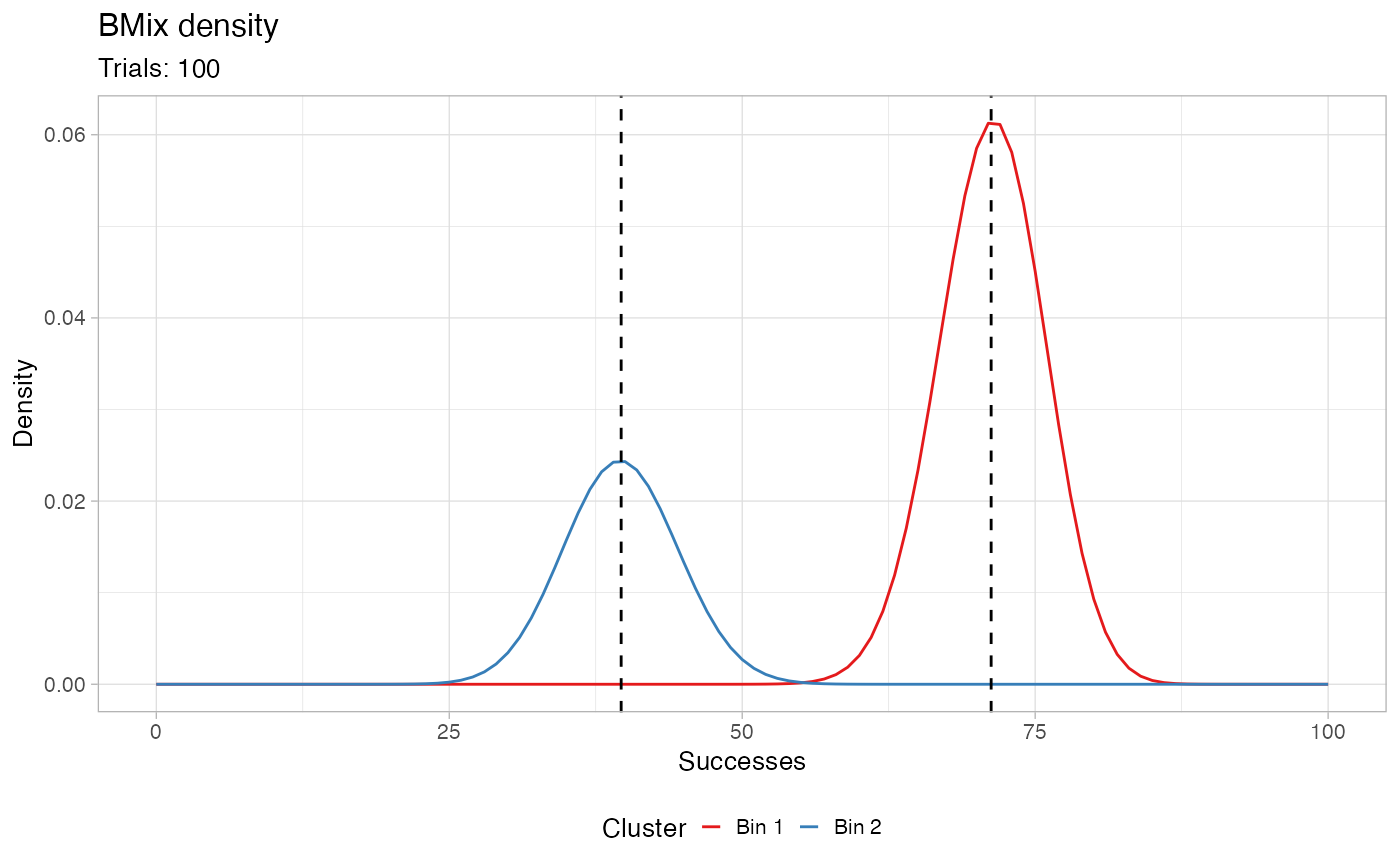 BMix density
Trials: 100
0.06
0.04
0.02
0.00
Density
0 25 50 75 100
Successes
Cluster Bin 1 Bin 2